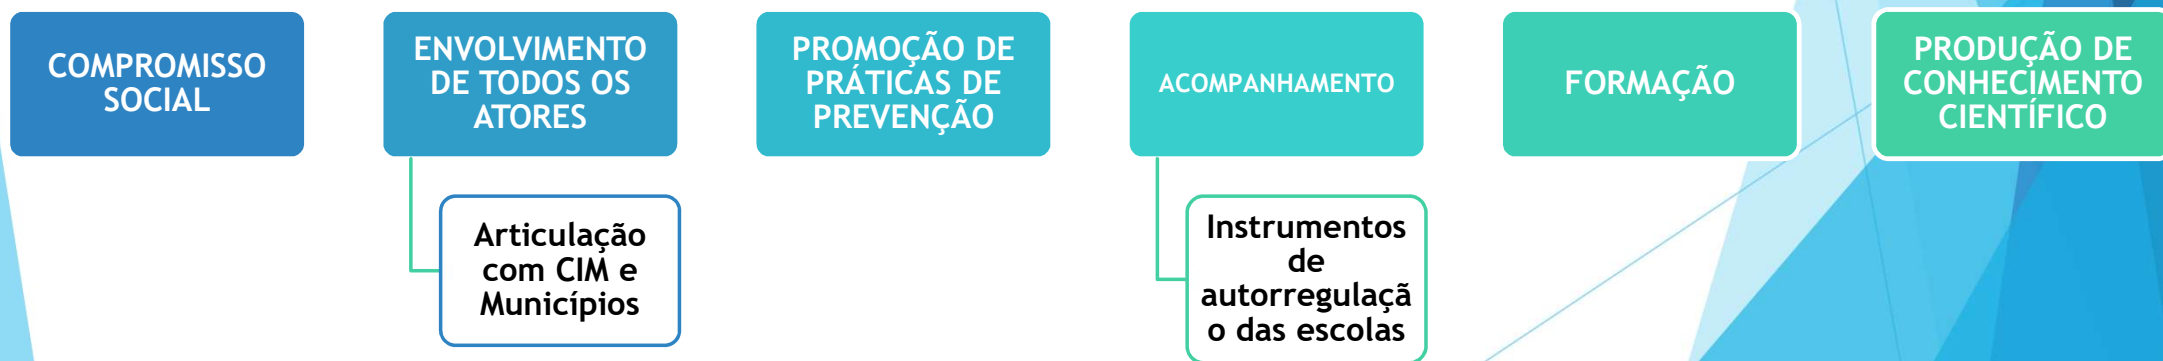 COMPROMISSO
SOCIAL
ENVOLVIMENTO
DE TODOS OS
ATORES
Articulação
com CIM e
Municípios
PROMOÇÃO DE
PRÁTICAS DE
PREVENÇÃO
ACOMPANHAMENTO
Instrumentos
de
autorregulaçã
o das escolas
FORMAÇÃO
PRODUÇÃO DE
CONHECIMENTO
CIENTÍFICO